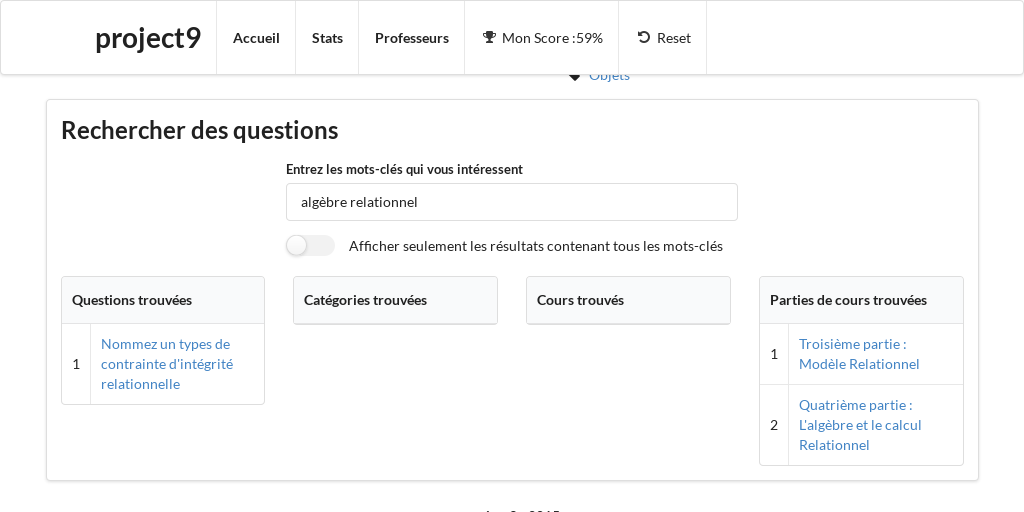 project9
Accueil
Stats
Professeurs
Mon Score :59%
Reset
Objets
Rechercher des questions
Entrez les mots-clés qui vous intéressent
algèbre relationnel
Afficher seulement les résultats contenant tous les mots-clés
Questions trouvées
1
Nommez un types de
contrainte d'intégrité
relationnelle
Catégories trouvées
Cours trouvés
Parties de cours trouvées
1
Troisième partie :
Modèle Relationnel
2
Quatrième partie :
L'algèbre et le calcul
Relationnel